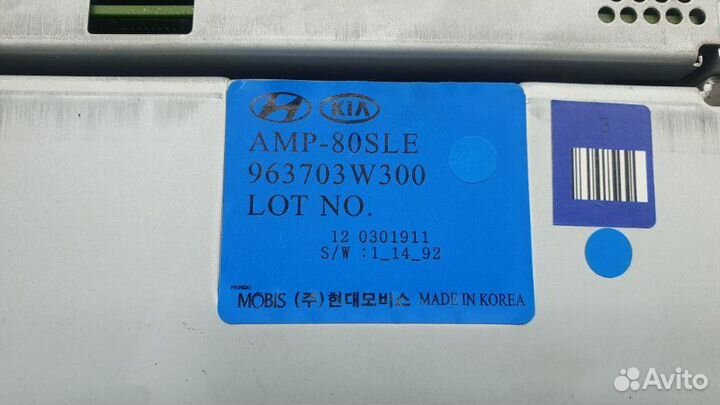 KIA
AMP-80SLE
963703W300
LOT NO.
12 0301911
S/W :1_14_92
HYUNDAI
MOBIS (주)현대모비스 MADE IN KOREA
3
Avito